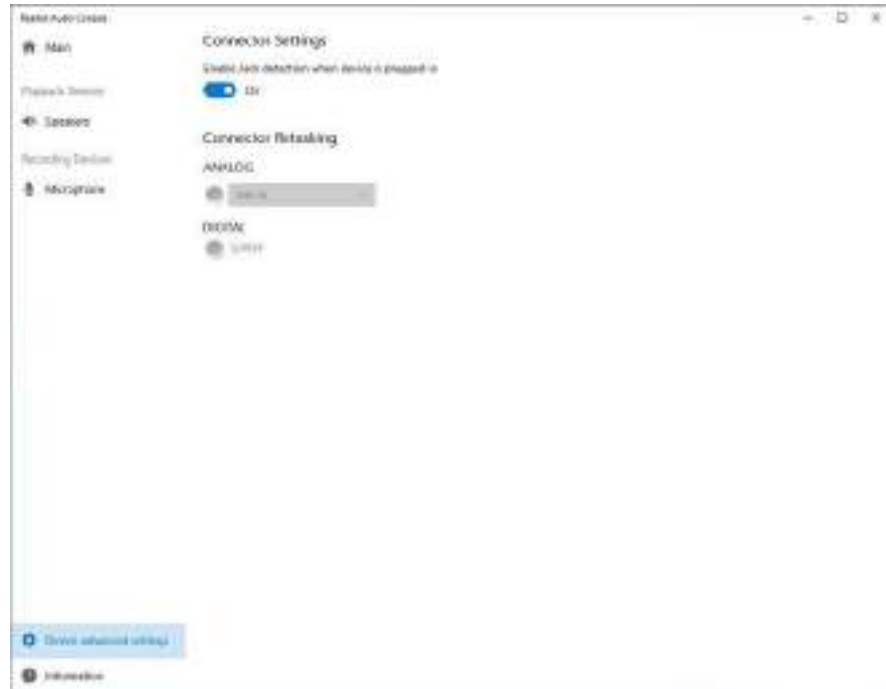 Realtek Audio Console
Main
Playback Devices
Speakers
Recording Devices
Microphone
Device advanced settings
Information
Connector Settings
Enable Jack detection when device is plugged in
On
Connector Retasking
ANALOG
DIGITAL